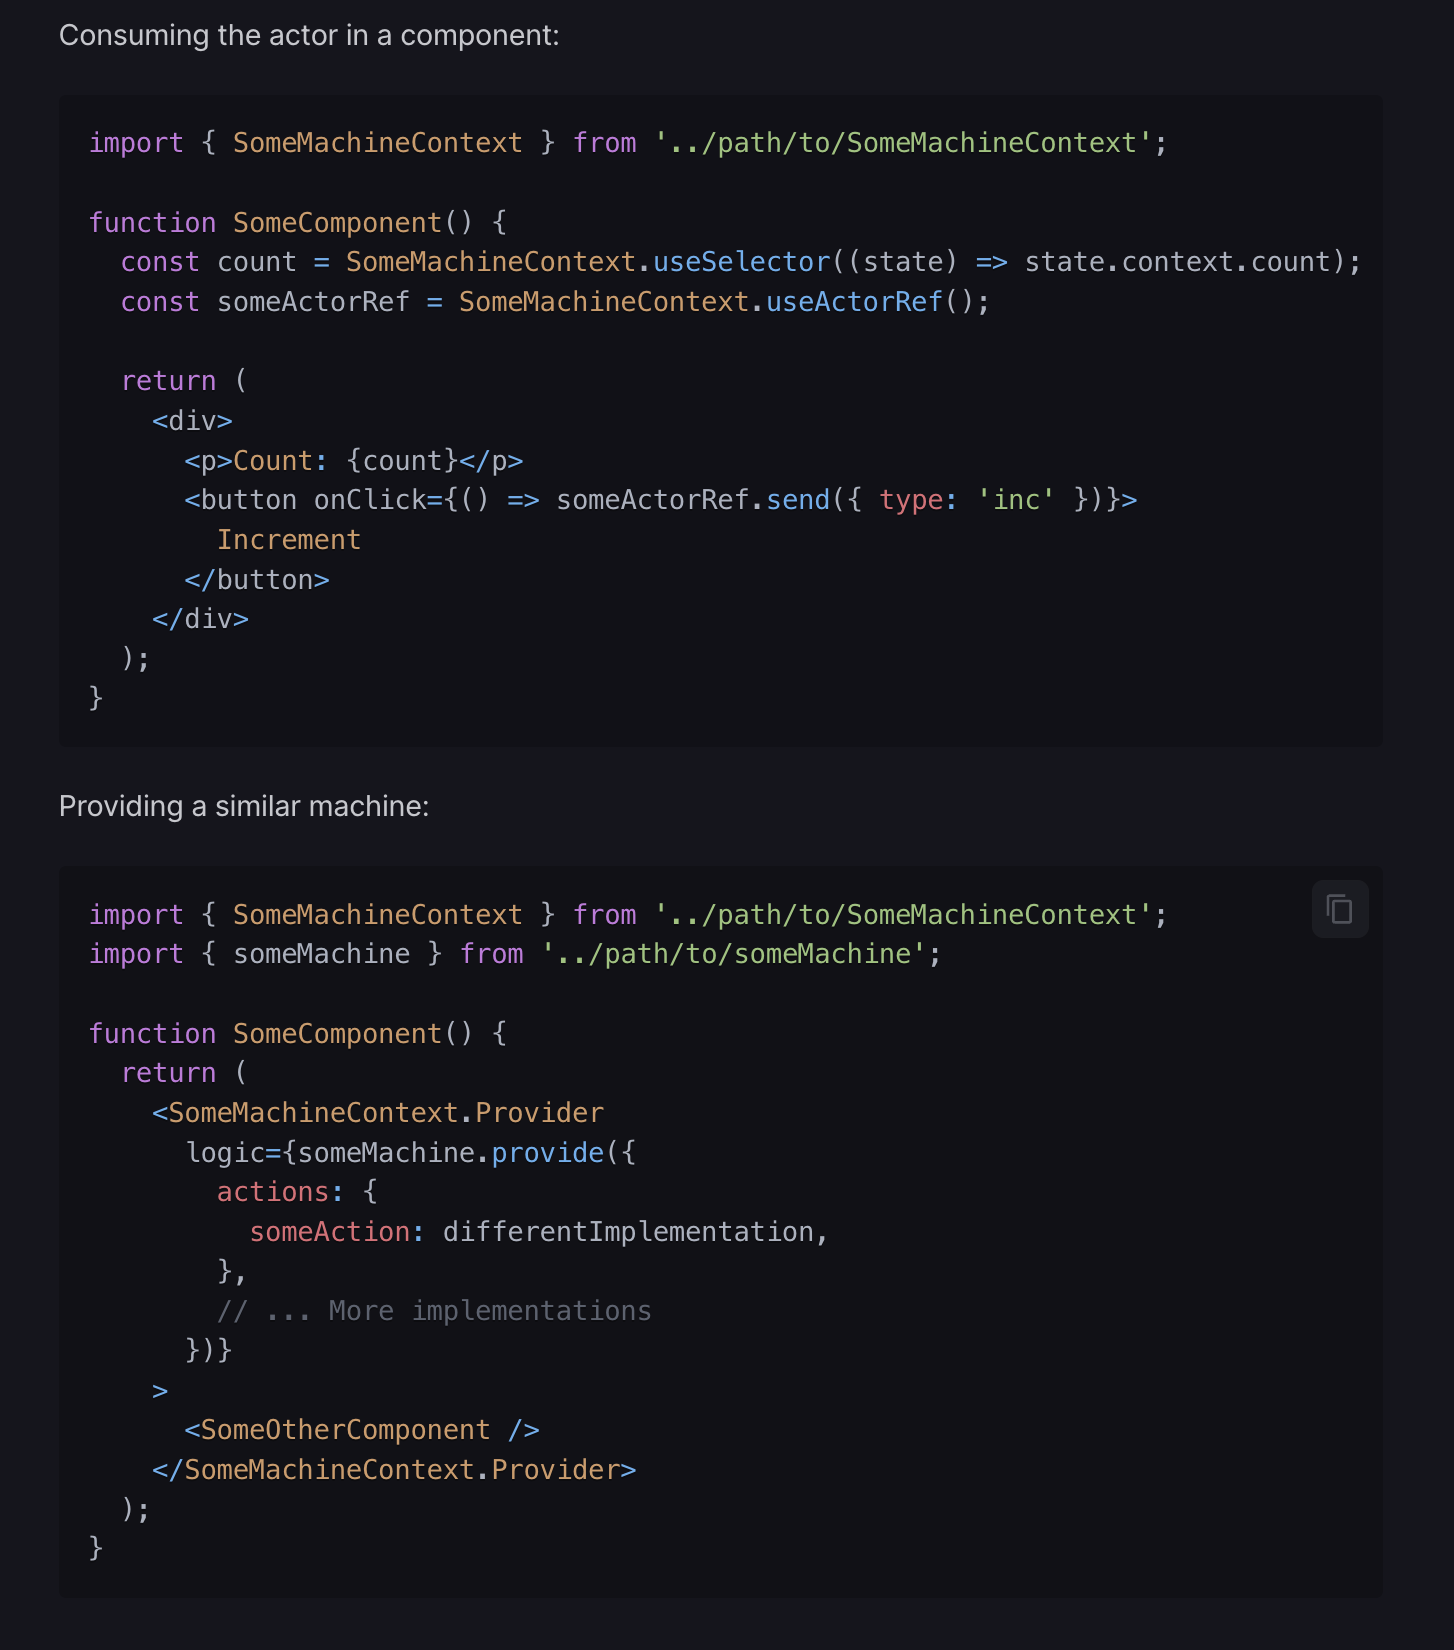 Consuming the actor in a component:
import { SomeMachineContext } from '../path/to/SomeMachineContext';
function SomeComponent() {
  const count = SomeMachineContext.useSelector((state) => state.context.count);
  const someActorRef = SomeMachineContext.useActorRef();
  return (
    <div>
      <p>Count: {count}</p>
      <button onClick={() => someActorRef.send({ type: 'inc' })}>
        Increment
      </button>
    </div>
  );
}
Providing a similar machine:
import { SomeMachineContext } from '../path/to/SomeMachineContext';
import { someMachine } from '../path/to/someMachine';
function SomeComponent() {
  return (
    <SomeMachineContext.Provider
      logic={someMachine.provide({
        actions: {
          someAction: differentImplementation,
        },
        // ... More implementations
      })}
    >
      <SomeOtherComponent />
    </SomeMachineContext.Provider>
  );
}